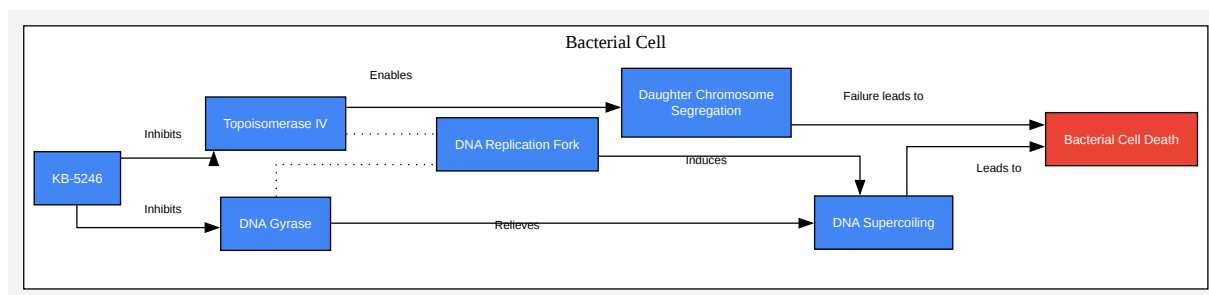 Bacterial Cell
Enables
Daughter Chromosome
Segregation
Failure leads to
Topoisomerase IV
Inhibits
DNA Replication Fork
Bacterial Cell Death
Induces
Leads to
KB-5246
Inhibits
DNA Gyrase
Relieves
DNA Supercoiling